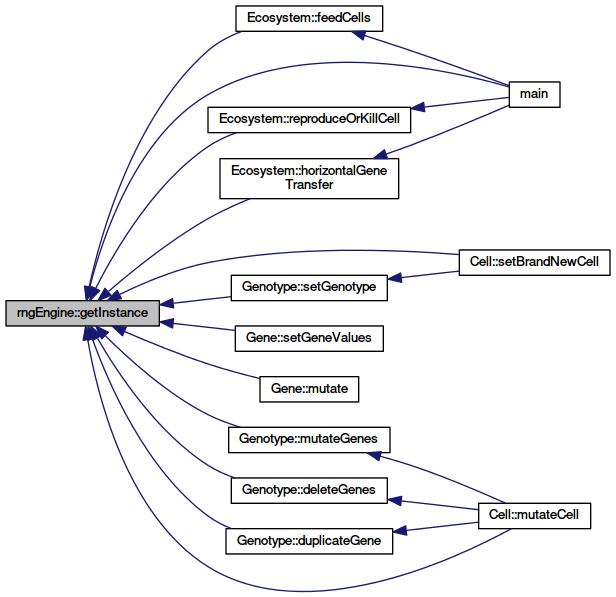 Ecosystem::feedCells
main
Ecosystem::reproduceOrKillCell
Ecosystem::horizontalGene
Transfer
Cell::setBrandNewCell
Genotype::setGenotype
rngEngine::getInstance
Gene::setGeneValues
Gene::mutate
Genotype::mutateGenes
Genotype::deleteGenes
Cell::mutateCell
Genotype::duplicateGene